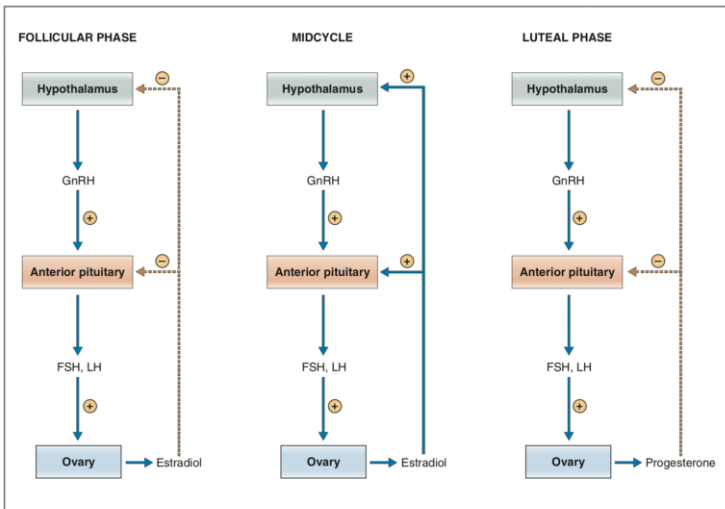 FOLLICULAR PHASE
Hypothalamus
−
GnRH
+
Anterior pituitary
−
FSH, LH
+
Ovary
Estradiol
MIDCYCLE
Hypothalamus
+
GnRH
+
Anterior pituitary
+
FSH, LH
+
Ovary
Estradiol
LUTEAL PHASE
Hypothalamus
−
GnRH
+
Anterior pituitary
−
FSH, LH
+
Ovary
Progesterone